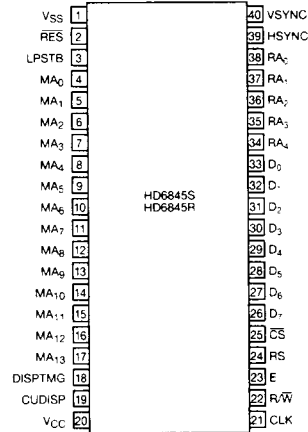 VSS 1 40 VSYNC
RES 2 39 HSYNC
LPSTB 3 38 RA0
MA0 4 37 RA1
MA1 5 36 RA2
MA2 6 35 RA3
MA3 7 34 RA4
MA4 8 33 D0
MA5 9 32 D1
MA6 10 31 D2
HD6845S
HD6845R
MA7 11 30 D3
MA8 12 29 D4
MA9 13 28 D5
MA10 14 27 D6
MA11 15 26 D7
MA12 16 25 CS
MA13 17 24 RS
DISPTMG 18 23 E
CUDISP 19 22 R/W
VCC 20 21 CLK